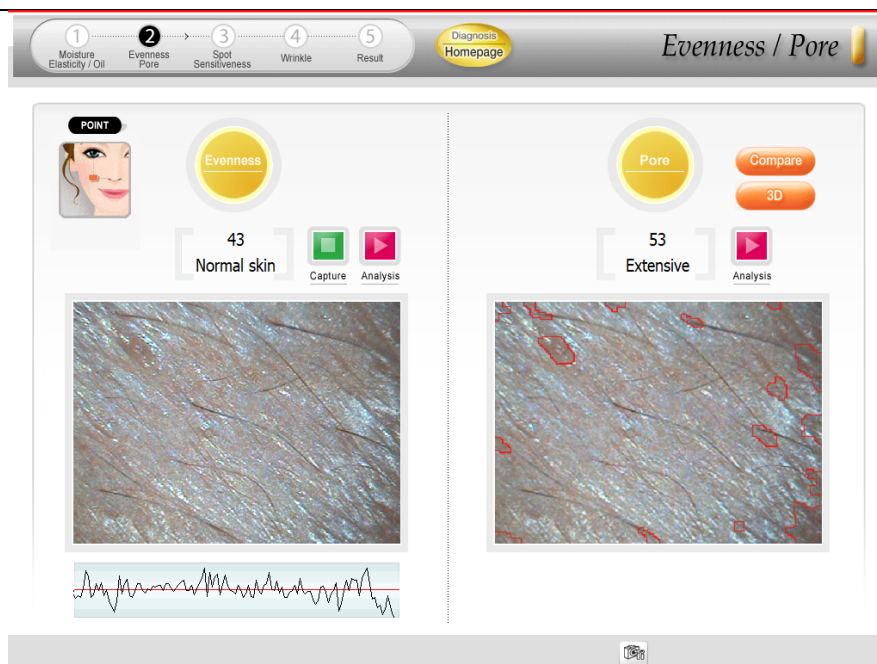 1
2
3
4
5
Moisture
Elasticity / Oil
Evenness
Pore
Spot
Sensitiveness
Wrinkle
Result
Diagnosis
Homepage
Evenness / Pore
POINT
Evenness
43
Normal skin
Capture
Analysis
Pore
Compare
3D
53
Extensive
Analysis